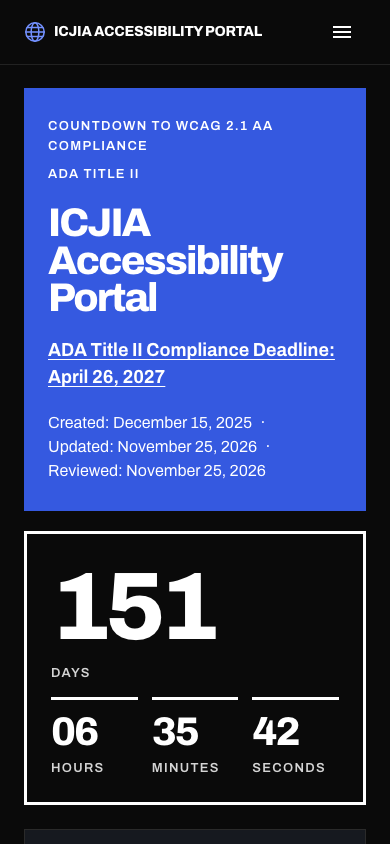 ICJIA ACCESSIBILITY PORTAL
COUNTDOWN TO WCAG 2.1 AA
COMPLIANCE
ADA TITLE II
ICJIA
Accessibility
Portal
ADA Title II Compliance Deadline:
April 26, 2027
Created: December 15, 2025 ·
Updated: November 25, 2026 ·
Reviewed: November 25, 2026
151
DAYS
06 35 42
HOURS MINUTES SECONDS